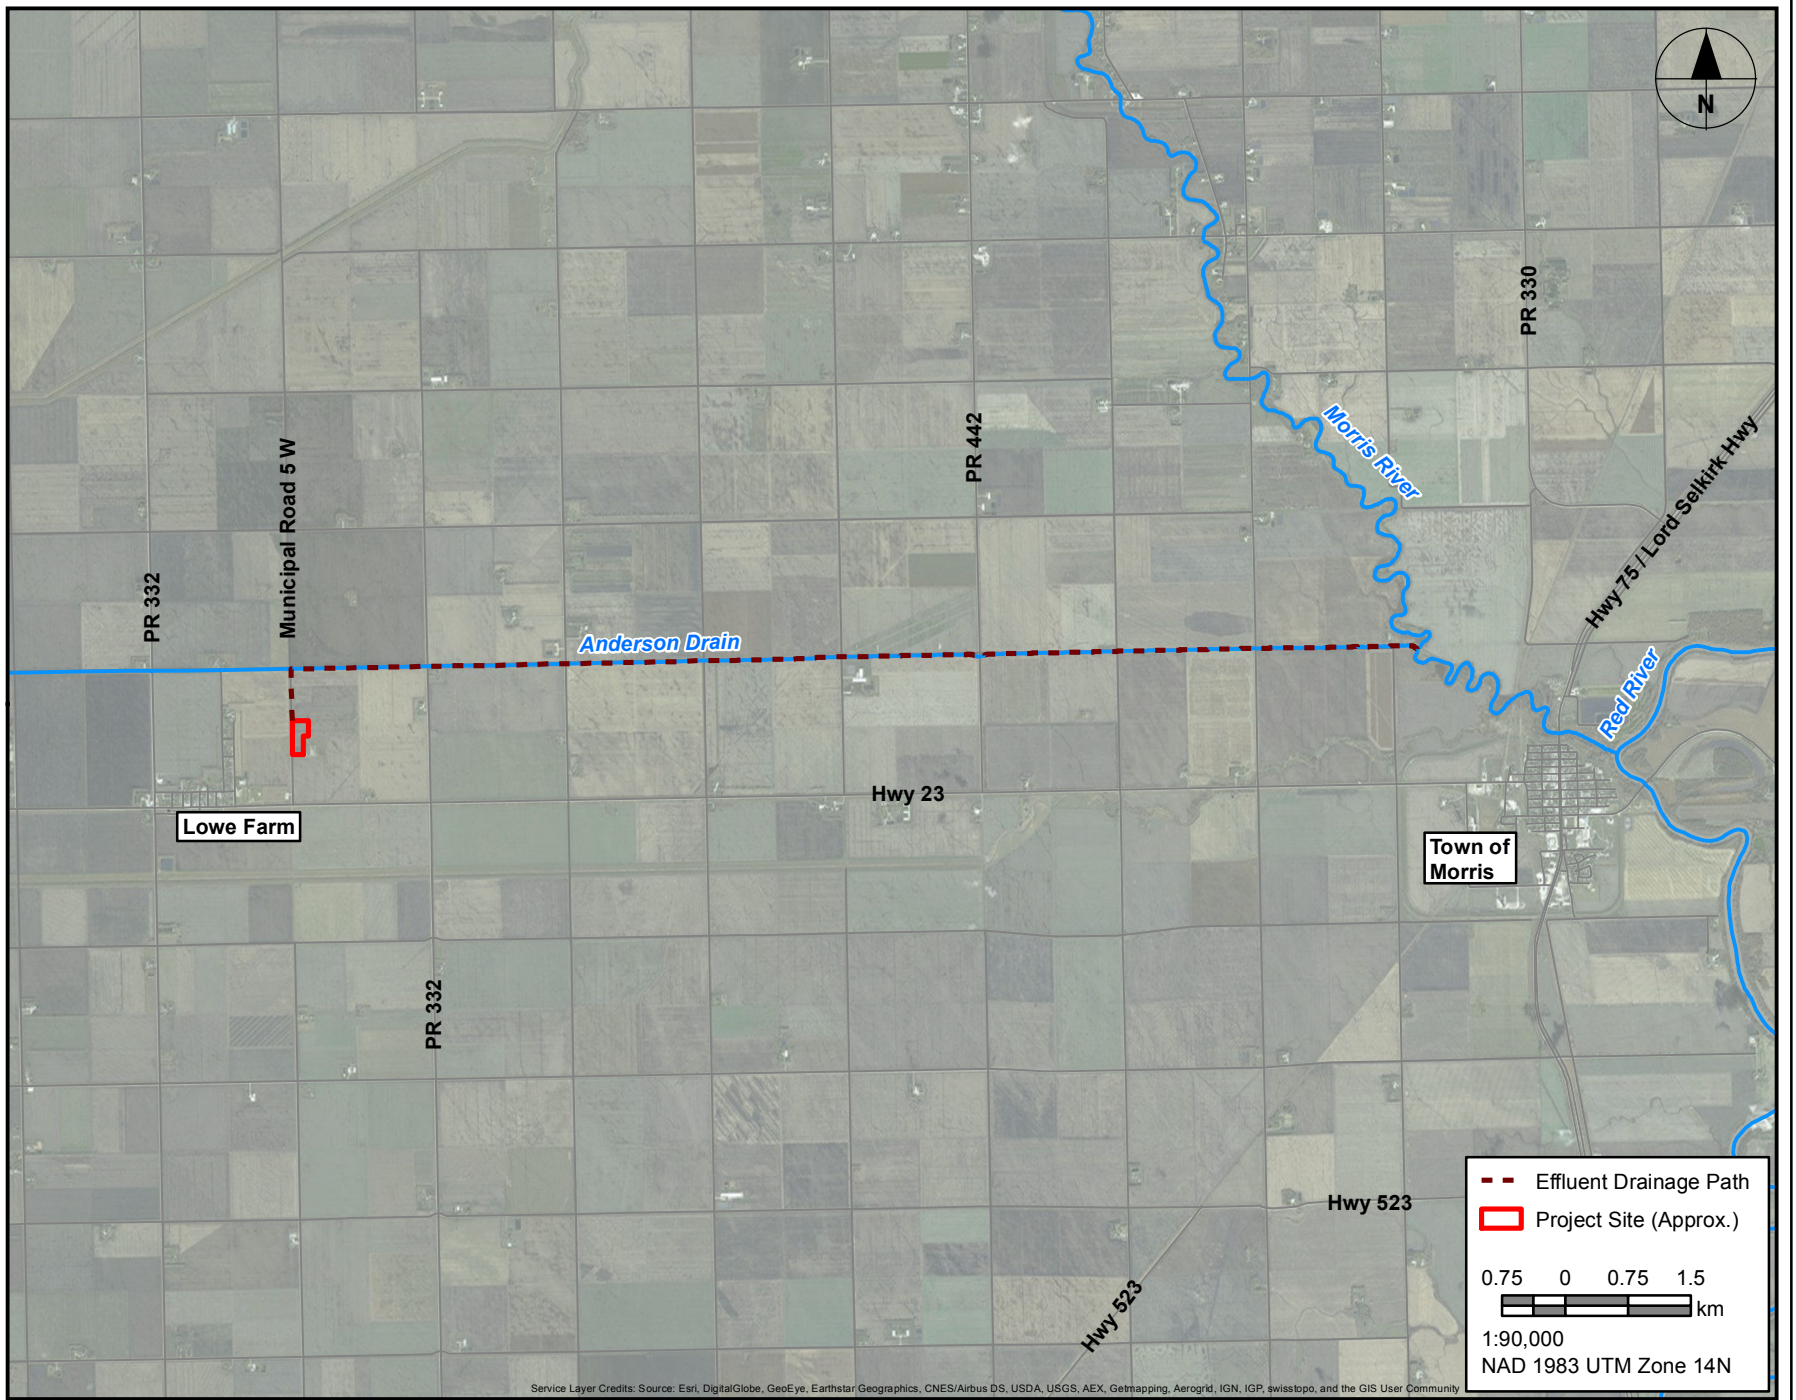 N
PR 330
Morris River
PR 442
Hwy 75 / Lord Selkirk Hwy
Municipal Road 5 W
PR 332
Anderson Drain
Red River
Hwy 23
Lowe Farm
Town of
Morris
PR 332
Hwy 523
Hwy 523
Effluent Drainage Path
Project Site (Approx.)
0.75 0 0.75 1.5
km
1:90,000
NAD 1983 UTM Zone 14N
Service Layer Credits: Source: Esri, DigitalGlobe, GeoEye, Earthstar Geographics, CNES/Airbus DS, USDA, USGS, AEX, Getmapping, Aerogrid, IGN, IGP, swisstopo, and the GIS User Community